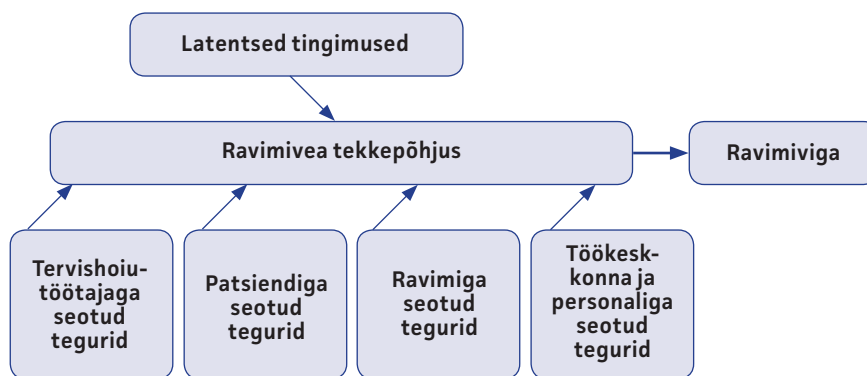 Latentsed tingimused
Ravimivea tekkepõhjus
Ravimiviga
Tervishoiu-
töötajaga
seotud
tegurid
Patsiendiga
seotud
tegurid
Ravimiga
seotud
tegurid
Töökesk-
konna ja
personaliga
seotud
tegurid